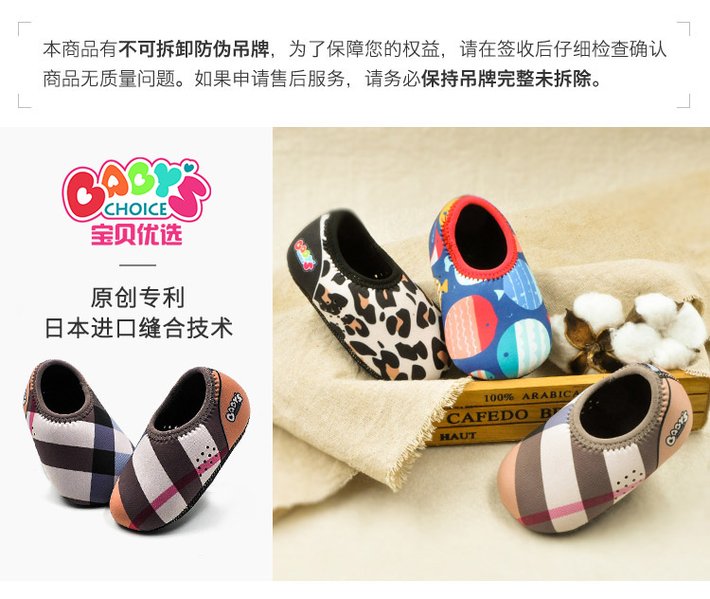 本商品有不可拆卸防伪吊牌，为了保障您的权益，请在签收后仔细检查确认
商品无质量问题。如果申请售后服务，请务必保持吊牌完整未拆除。
BABY'S
CHOICE
宝贝优选
原创专利
日本进口缝合技术
BABY'S
BABY'S
100% ARABICA
CAFEDO
HAUT
BABY'S